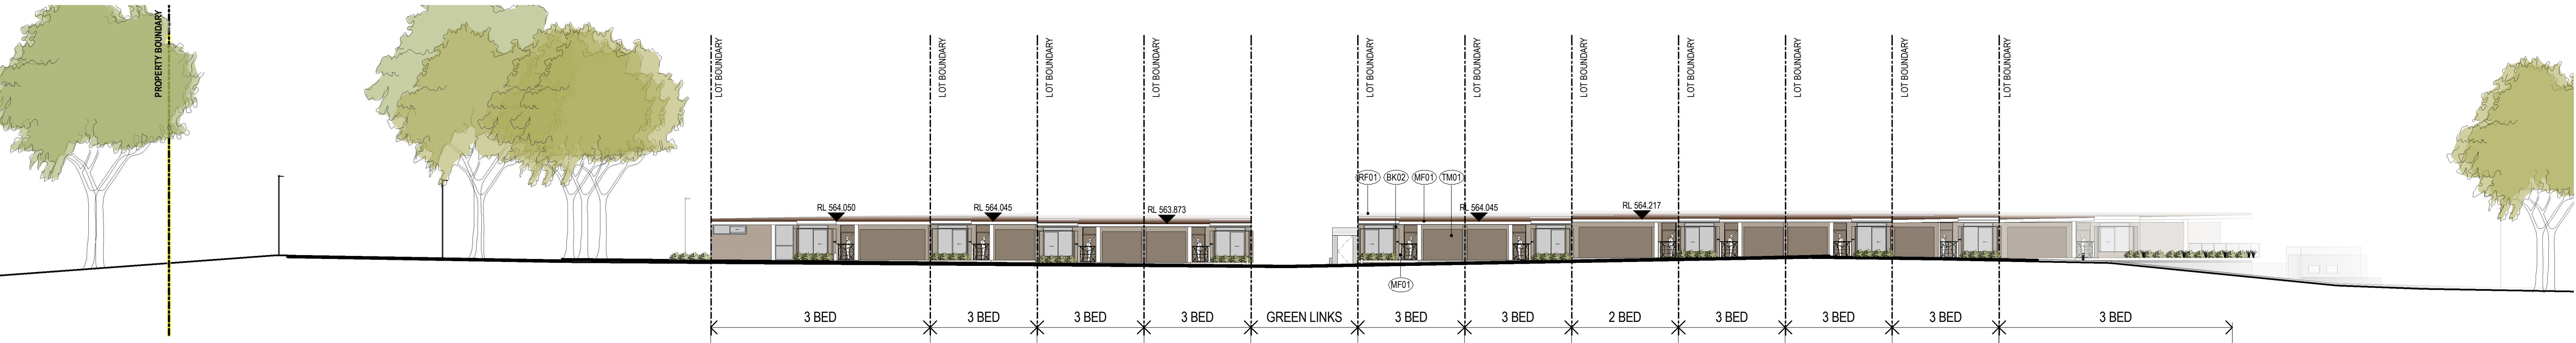 PROPERTY BOUNDARY
LOT BOUNDARY
LOT BOUNDARY
LOT BOUNDARY
LOT BOUNDARY
LOT BOUNDARY
LOT BOUNDARY
LOT BOUNDARY
LOT BOUNDARY
LOT BOUNDARY
LOT BOUNDARY
LOT BOUNDARY
RF01
BK02
MF01
TM01
RL 564.050
RL 564.045
RL 563.873
RL 564.045
RL 564.217
MF01
3 BED
3 BED
3 BED
3 BED
GREEN LINKS
3 BED
3 BED
2 BED
3 BED
3 BED
3 BED
3 BED